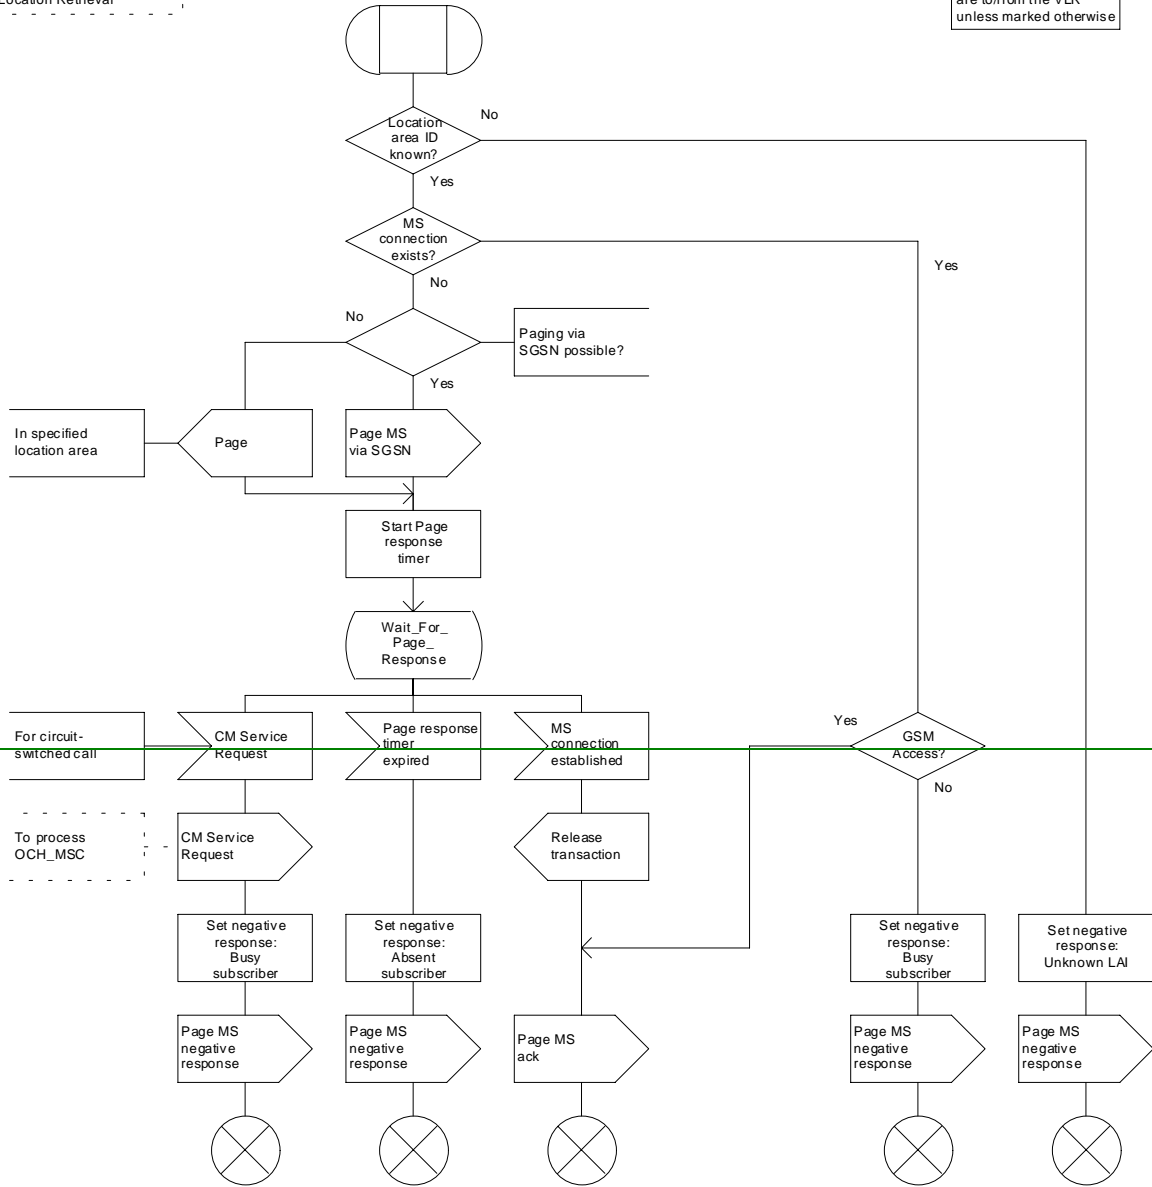 Location Retrieval
are to/from the VLR
unless marked otherwise
No
Location
area ID
known?
Yes
MS
connection
exists?
Yes
No
No
Paging via
SGSN possible?
Yes
In specified
location area
Page
Page MS
via SGSN
Start Page
response
timer
Wait_For_
Page_
Response
For circuit-
switched call
CM Service
Request
Page response
timer
expired
MS
connection
established
Yes
GSM
Access?
No
To process
OCH_MSC
CM Service
Request
Release
transaction
Set negative
response:
Busy
subscriber
Set negative
response:
Absent
subscriber
Set negative
response:
Busy
subscriber
Set negative
response:
Unknown LAI
Page MS
negative
response
Page MS
negative
response
Page MS
ack
Page MS
negative
response
Page MS
negative
response